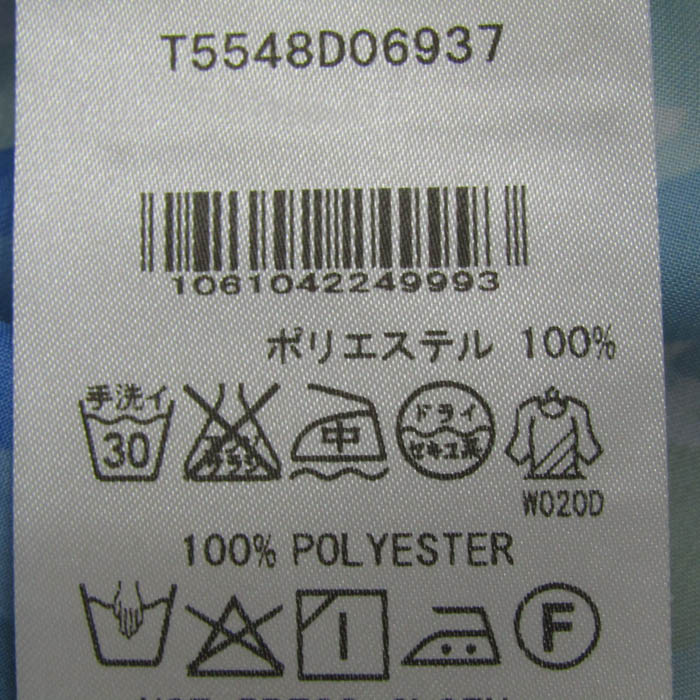 T5548D06937
1061042249993
ポリエステル 100%
手洗イ
30
中
ドライ
セキユ系
W020D
100% POLYESTER
F